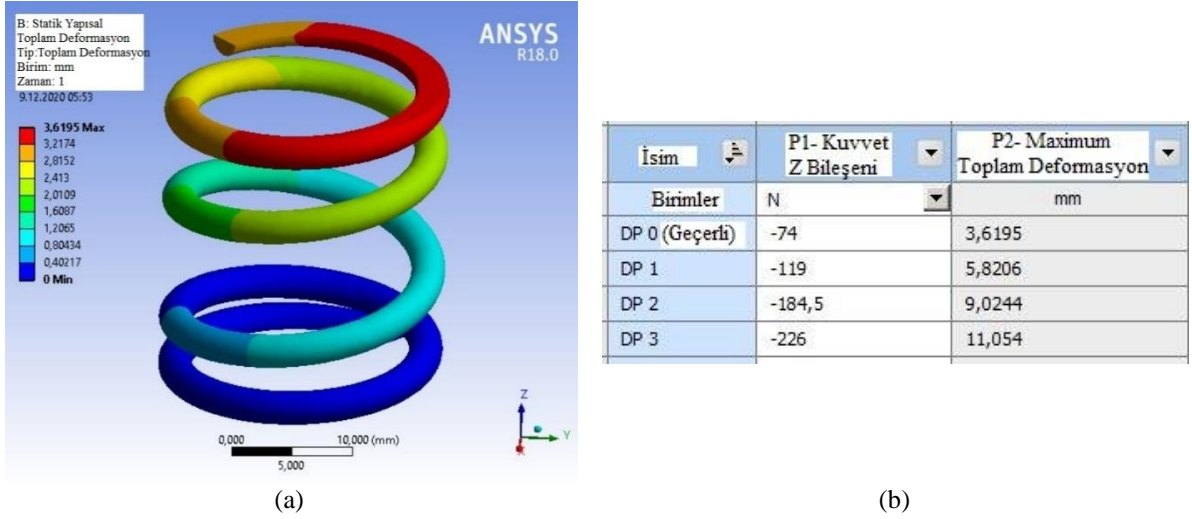 B: Statik Yapısal
Toplam Deformasyon
Tip:Toplam Deformasyon
Birim: mm
Zaman: 1
9.12.2020 05:53
ANSYS
R18.0
3,6195 Max
3,2174
2,8152
2,413
2,0109
1,6087
1,2065
0,80434
0,40217
0 Min
0,000 10,000 (mm)
5,000
Z
Y
X
(a)
İsim P1- Kuvvet Z Bileşeni P2- Maximum Toplam Deformasyon
Birimler N mm
DP 0 (Geçerli) -74 3,6195
DP 1 -119 5,8206
DP 2 -184,5 9,0244
DP 3 -226 11,054
(b)